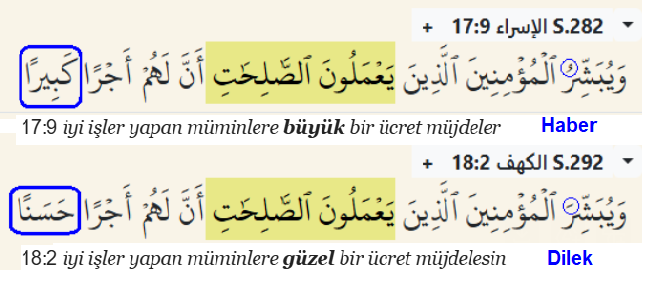 S.282 الإسراء 17:9 +
وَيُبَشِّرُ ٱلْمُؤْمِنِينَ ٱلَّذِينَ يَعْمَلُونَ ٱلصَّٰلِحَٰتِ أَنَّ لَهُمْ أَجْرًا كَبِيرًا
17:9 iyi işler yapan müminlere büyük bir ücret müjdeler Haber
S.292 الكهف 18:2 +
وَيُبَشِّرَ ٱلْمُؤْمِنِينَ ٱلَّذِينَ يَعْمَلُونَ ٱلصَّٰلِحَٰتِ أَنَّ لَهُمْ أَجْرًا حَسَنًا
18:2 iyi işler yapan müminlere güzel bir ücret müjdelesin Dilek